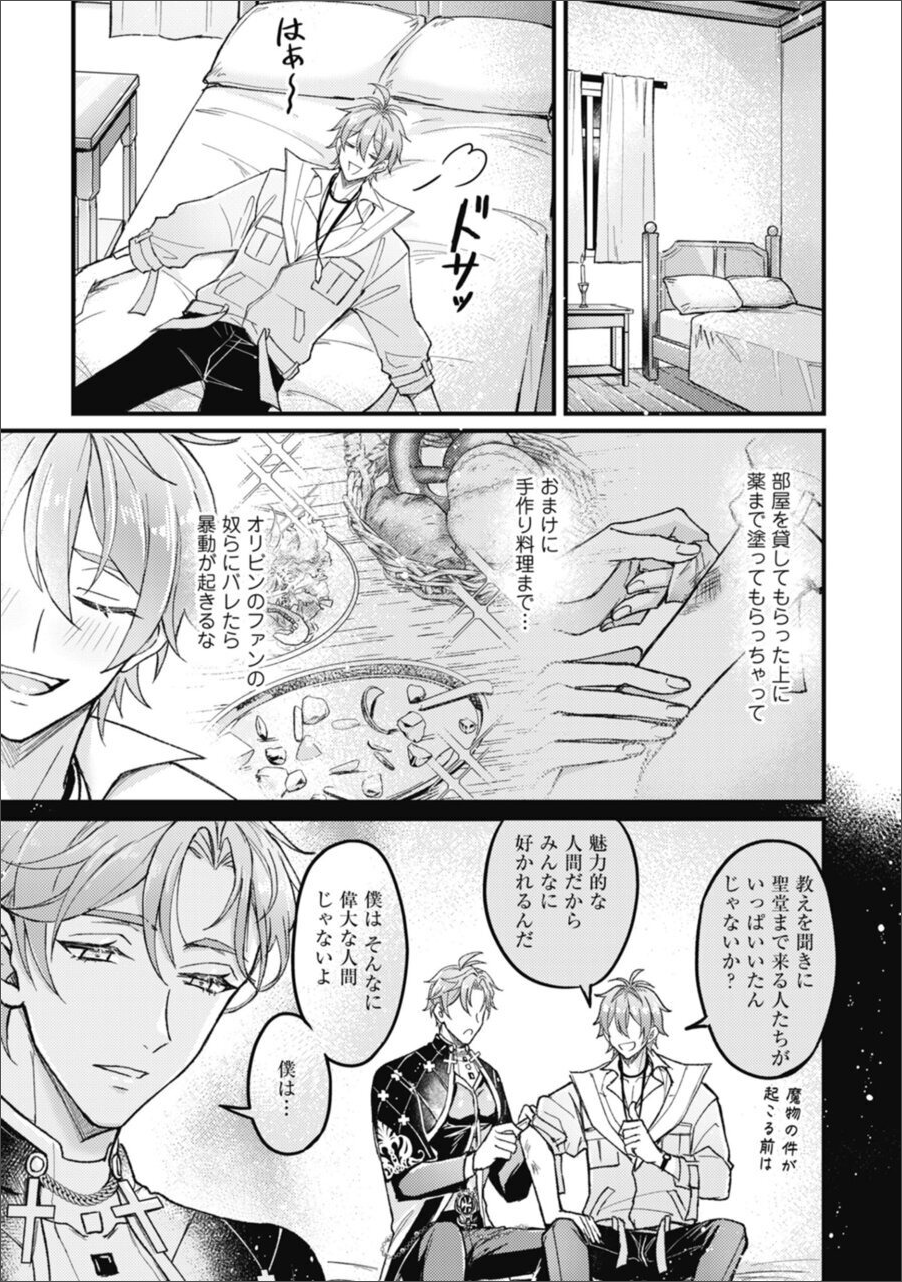 ドサッ
はぁ〜
部屋を貸してもらった上に
薬まで塗ってもらっちゃって
おまけに
手作り料理まで…
オリビンのファンの
奴らにバレたら
暴動が起きるな
教えを聞きに
聖堂まで来る人たちが
いっぱいいたん
じゃないか?
魔物の件が
起こる前は
魅力的な
人間だから
みんなに
好かれるんだ
僕は そんなに
偉大な人間
じゃないよ
僕は…